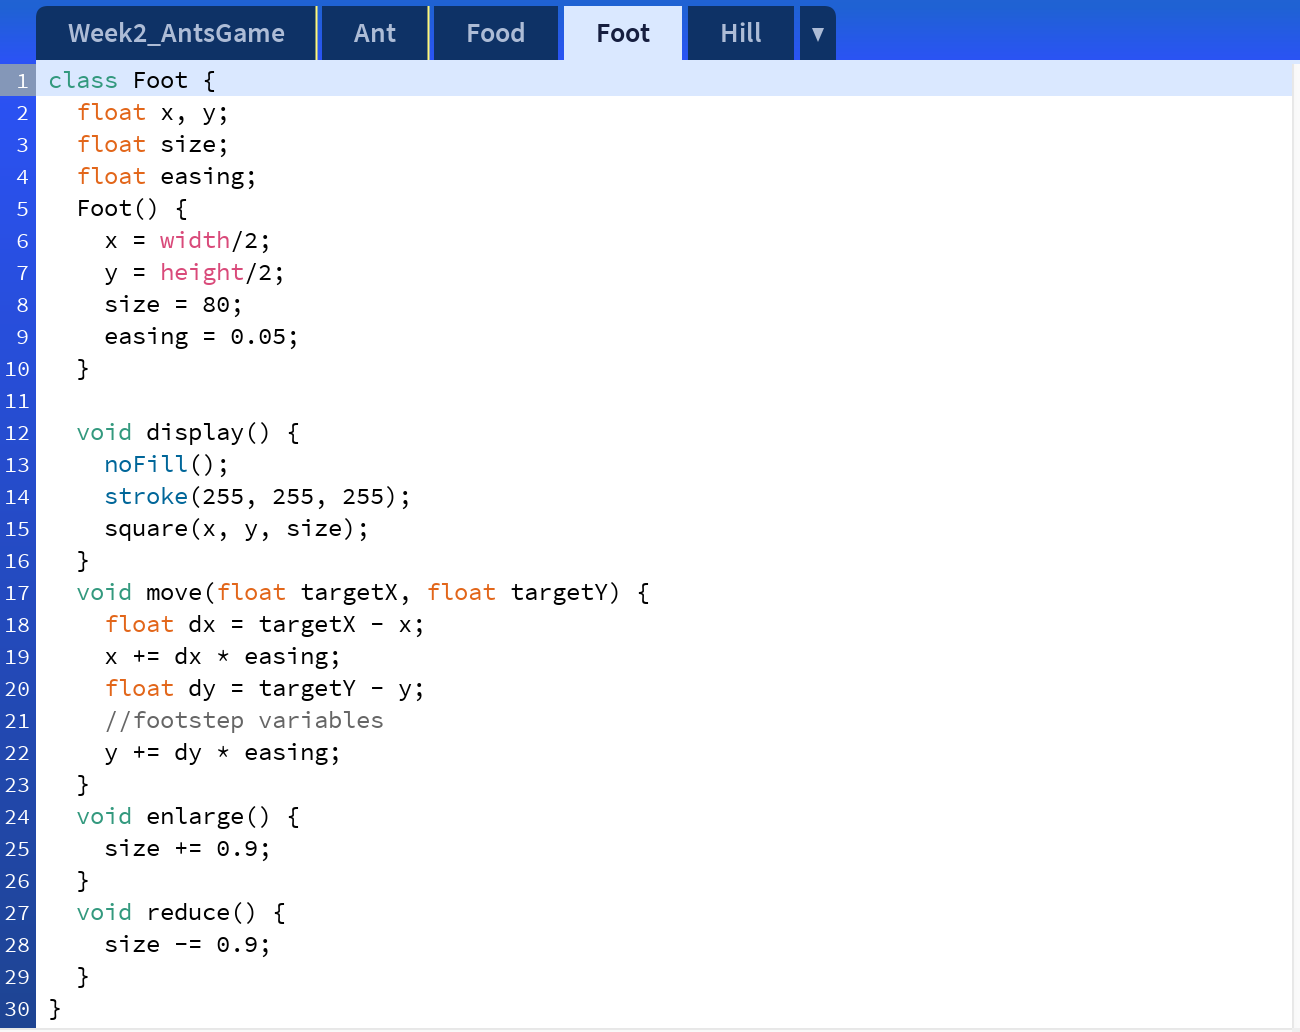 Week2_AntsGame Ant Food Foot Hill ▼
1 class Foot {
2 float x, y;
3 float size;
4 float easing;
5 Foot() {
6 x = width/2;
7 y = height/2;
8 size = 80;
9 easing = 0.05;
10 }
11
12 void display() {
13 noFill();
14 stroke(255, 255, 255);
15 square(x, y, size);
16 }
17 void move(float targetX, float targetY) {
18 float dx = targetX - x;
19 x += dx * easing;
20 float dy = targetY - y;
21 //footstep variables
22 y += dy * easing;
23 }
24 void enlarge() {
25 size += 0.9;
26 }
27 void reduce() {
28 size -= 0.9;
29 }
30 }